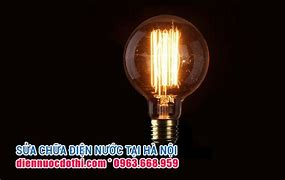 SỬA CHỮA ĐIỆN NƯỚC TẠI HÀ NỘI
diennuocdothi.com * 0963.668.959